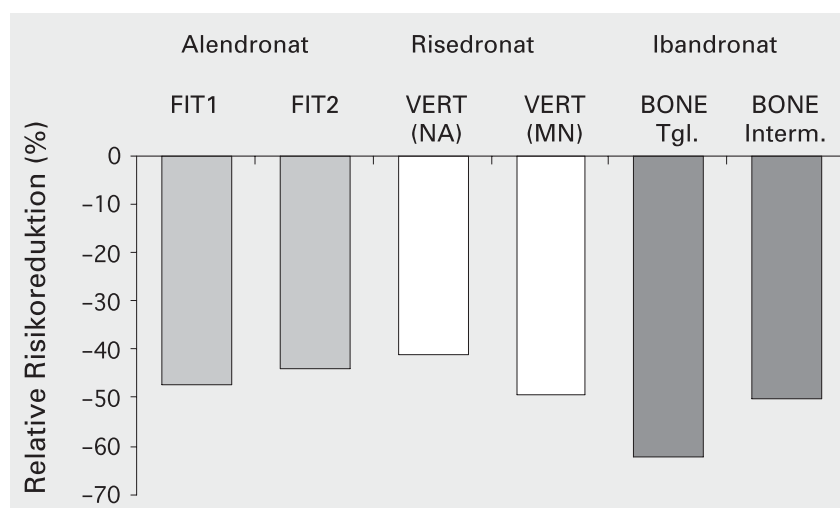 Alendronat Risedronat Ibandronat
FIT1 FIT2 VERT VERT BONE BONE
(NA) (MN) Tgl. Interm.
Relative Risikoreduktion (%)
0
–10
–20
–30
–40
–50
–60
–70